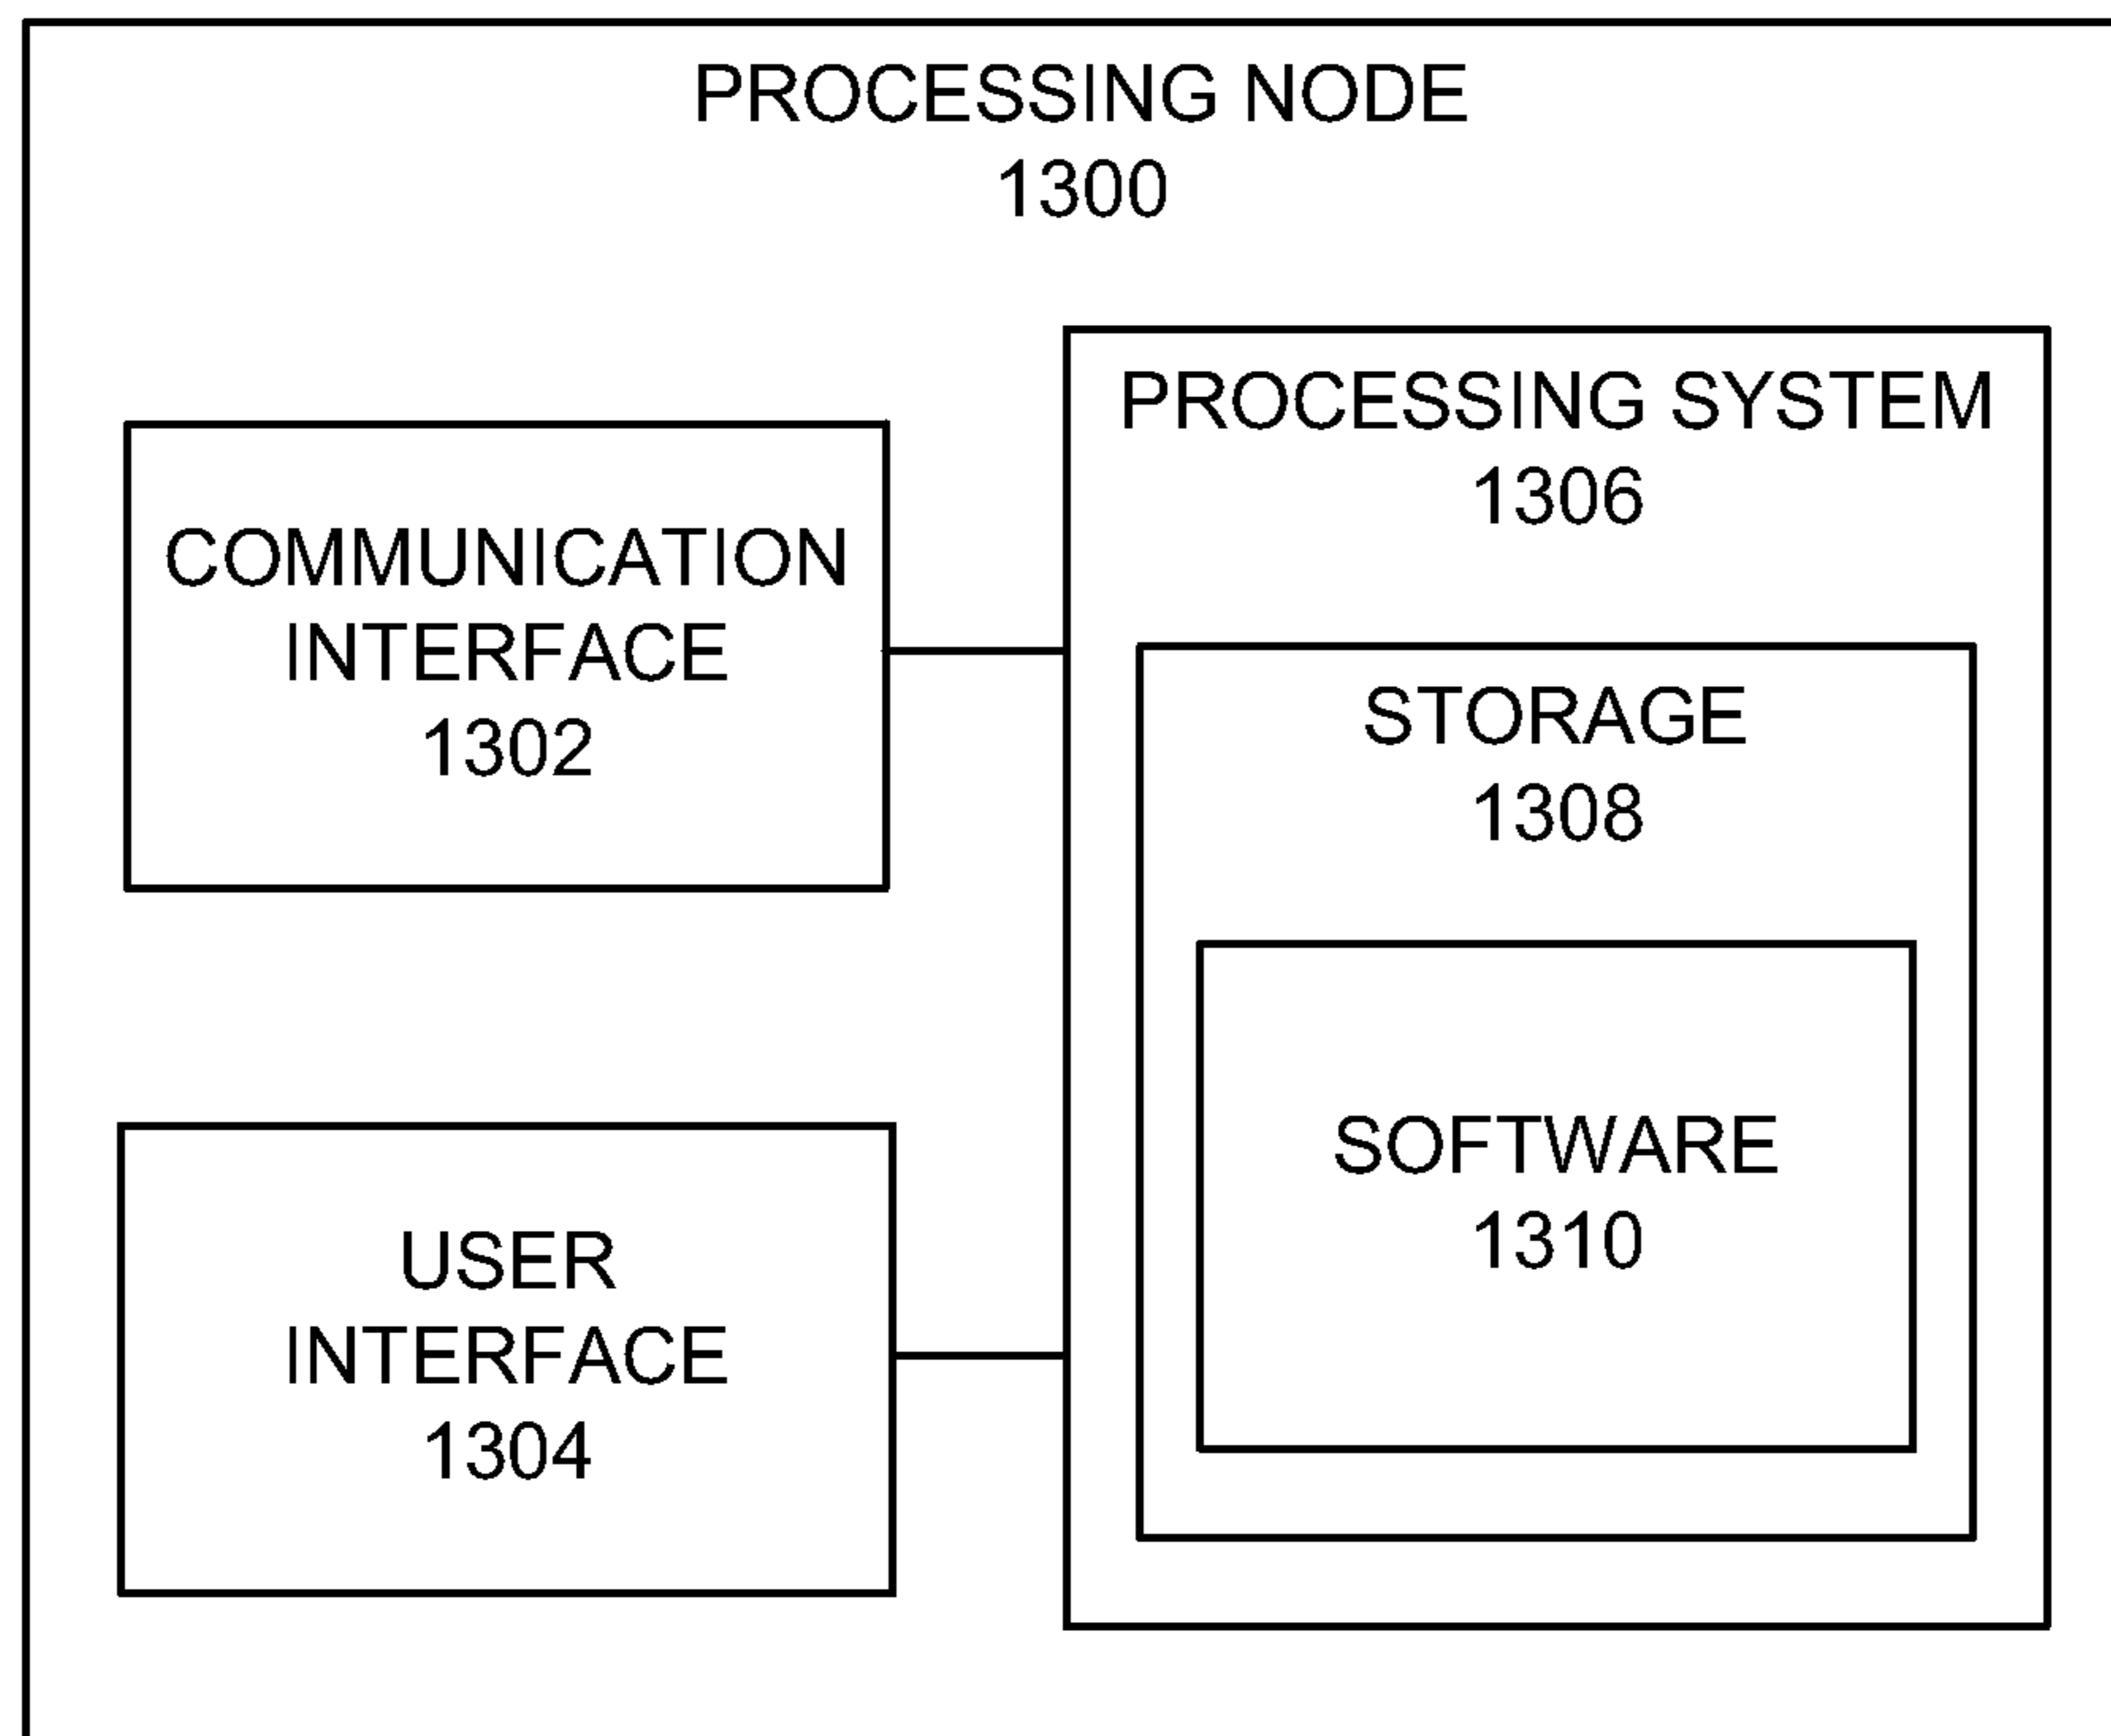 PROCESSING NODE
1300
COMMUNICATION
INTERFACE
1302
USER
INTERFACE
1304
PROCESSING SYSTEM
1306
STORAGE
1308
SOFTWARE
1310